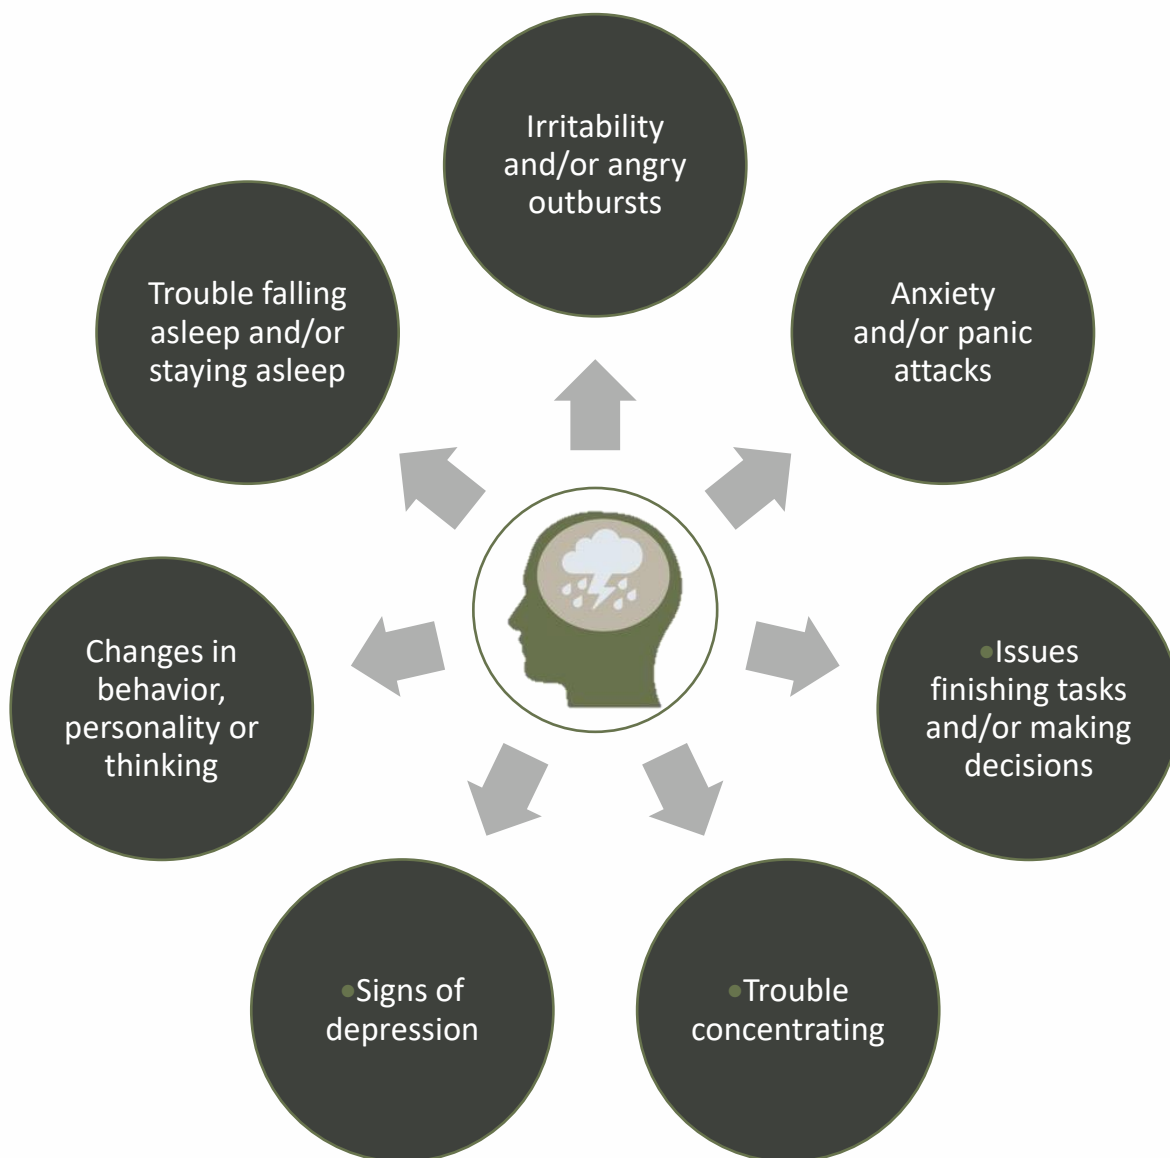 Irritability
and/or angry
outbursts
Anxiety
and/or panic
attacks
•Issues
finishing tasks
and/or making
decisions
•Trouble
concentrating
•Signs of
depression
Changes in
behavior,
personality or
thinking
Trouble falling
asleep and/or
staying asleep